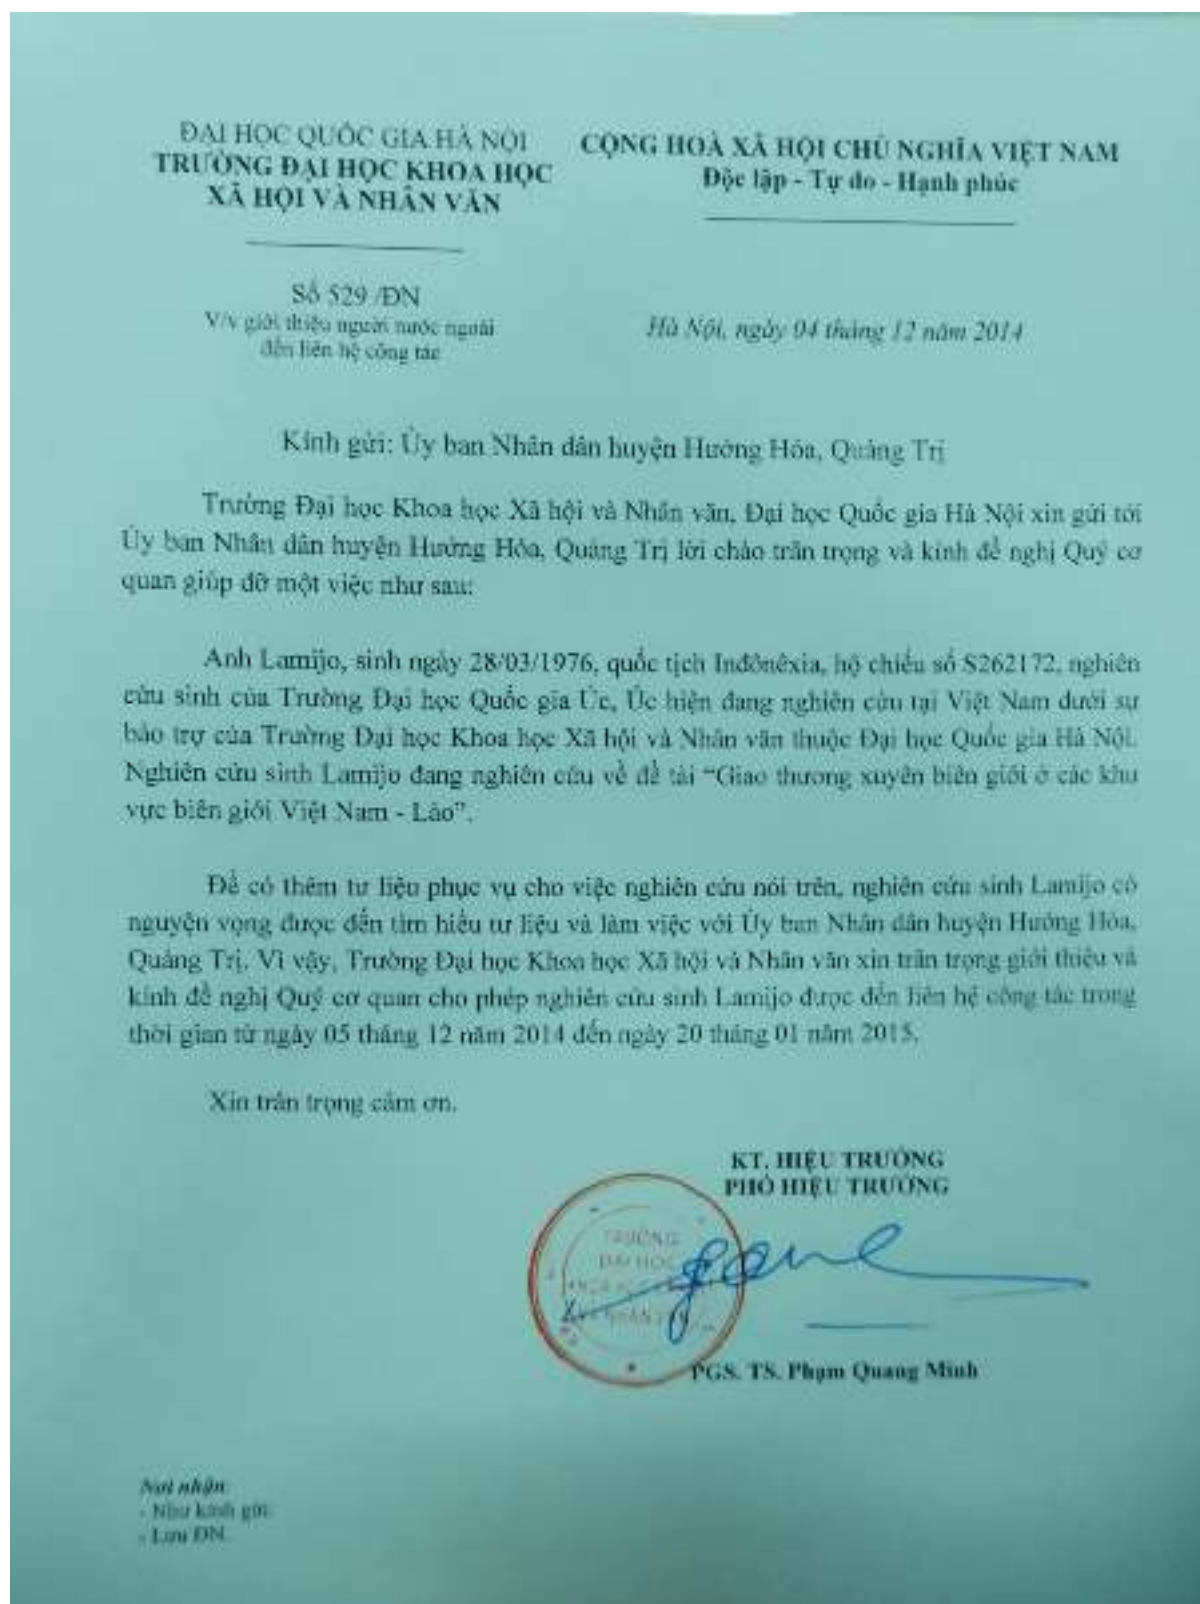 ĐẠI HỌC QUỐC GIA HÀ NỘI
TRƯỜNG ĐẠI HỌC KHOA HỌC
XÃ HỘI VÀ NHÂN VĂN
CỘNG HOÀ XÃ HỘI CHỦ NGHĨA VIỆT NAM
Độc lập - Tự do - Hạnh phúc
Số 529 /ĐN
V/v giới thiệu người nước ngoài
đến liên hệ công tác
Hà Nội, ngày 04 tháng 12 năm 2014
Kính gửi: Ủy ban Nhân dân huyện Hướng Hóa, Quảng Trị
Trường Đại học Khoa học Xã hội và Nhân văn, Đại học Quốc gia Hà Nội xin gửi tới
Ủy ban Nhân dân huyện Hướng Hóa, Quảng Trị lời chào trân trọng và kính đề nghị Quý cơ
quan giúp đỡ một việc như sau:
Anh Lamijo, sinh ngày 28/03/1976, quốc tịch Inđônêxia, hộ chiếu số S262172, nghiên
cứu sinh của Trường Đại học Quốc gia Úc, Úc hiện đang nghiên cứu tại Việt Nam dưới sự
bảo trợ của Trường Đại học Khoa học Xã hội và Nhân văn thuộc Đại học Quốc gia Hà Nội.
Nghiên cứu sinh Lamijo đang nghiên cứu về đề tài “Giao thương xuyên biên giới ở các khu
vực biên giới Việt Nam - Lào”.
Để có thêm tư liệu phục vụ cho việc nghiên cứu nói trên, nghiên cứu sinh Lamijo có
nguyện vọng được đến tìm hiểu tư liệu và làm việc với Ủy ban Nhân dân huyện Hướng Hóa,
Quảng Trị. Vì vậy, Trường Đại học Khoa học Xã hội và Nhân văn xin trân trọng giới thiệu và
kính đề nghị Quý cơ quan cho phép nghiên cứu sinh Lamijo được đến liên hệ công tác trong
thời gian từ ngày 05 tháng 12 năm 2014 đến ngày 20 tháng 01 năm 2015.
Xin trân trọng cảm ơn.
KT. HIỆU TRƯỞNG
PHÓ HIỆU TRƯỞNG
TRƯỜNG
ĐẠI HỌC
PGS. TS. Phạm Quang Minh
Nơi nhận:
- Như kính gửi;
- Lưu ĐN.